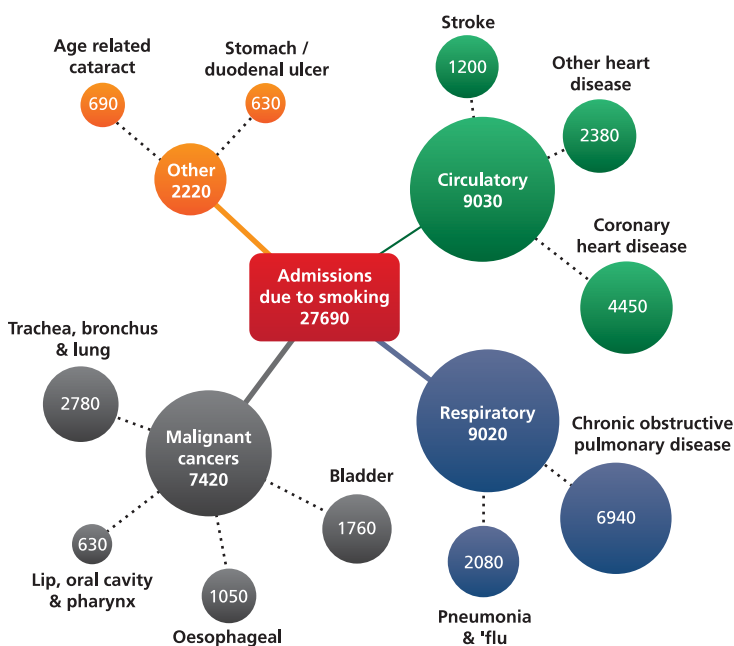 Age related
cataract
690
Stomach /
duodenal ulcer
630
Other
2220
Stroke
1200
Other heart
disease
2380
Circulatory
9030
Coronary
heart disease
4450
Admissions
due to smoking
27690
Trachea, bronchus
& lung
2780
Malignant
cancers
7420
Bladder
1760
630
Lip, oral cavity
& pharynx
1050
Oesophageal
Respiratory
9020
Chronic obstructive
pulmonary disease
6940
2080
Pneumonia
& 'flu